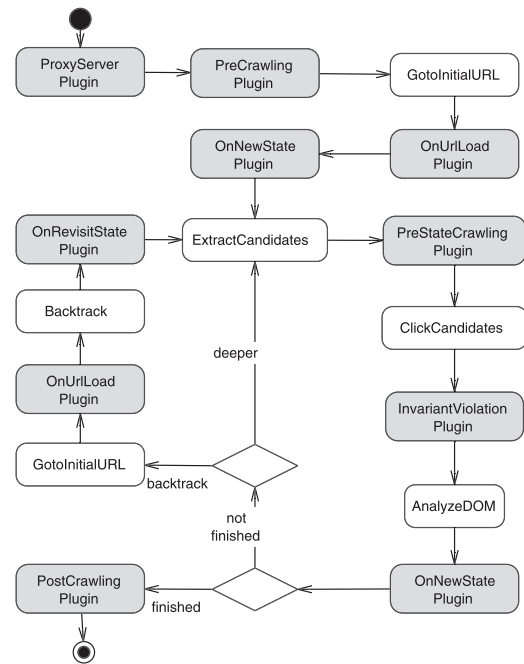 ProxyServer
Plugin
PreCrawling
Plugin
GotoInitialURL
OnNewState
Plugin
OnUrlLoad
Plugin
OnRevisitState
Plugin
ExtractCandidates
PreStateCrawling
Plugin
Backtrack
ClickCandidates
deeper
OnUrlLoad
Plugin
InvariantViolation
Plugin
GotoInitialURL
backtrack
AnalyzeDOM
not
finished
PostCrawling
Plugin
finished
OnNewState
Plugin